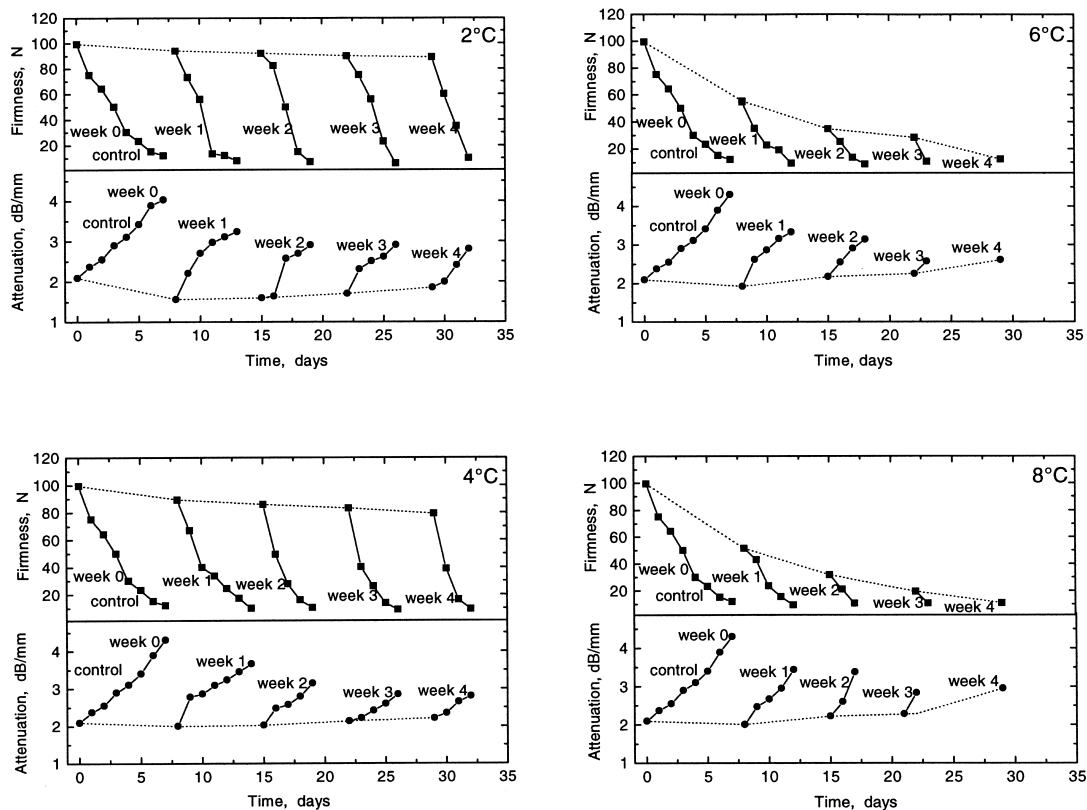 2°C
Firmness, N
120
100
80
60
40
20
week 0
control
week 1
week 2
week 3
week 4
Attenuation, dB/mm
4
3
2
1
week 0
control
week 1
week 2
week 3
week 4
0 5 10 15 20 25 30 35
Time, days
6°C
Firmness, N
120
100
80
60
40
20
week 0
control
week 1
week 2
week 3
week 4
Attenuation, dB/mm
4
3
2
1
week 0
control
week 1
week 2
week 3
week 4
0 5 10 15 20 25 30 35
Time, days
4°C
Firmness, N
120
100
80
60
40
20
week 0
control
week 1
week 2
week 3
week 4
Attenuation, dB/mm
4
3
2
1
week 0
control
week 1
week 2
week 3
week 4
0 5 10 15 20 25 30 35
Time, days
8°C
Firmness, N
120
100
80
60
40
20
week 0
control
week 1
week 2
week 3
week 4
Attenuation, dB/mm
4
3
2
1
week 0
control
week 1
week 2
week 3
week 4
0 5 10 15 20 25 30 35
Time, days